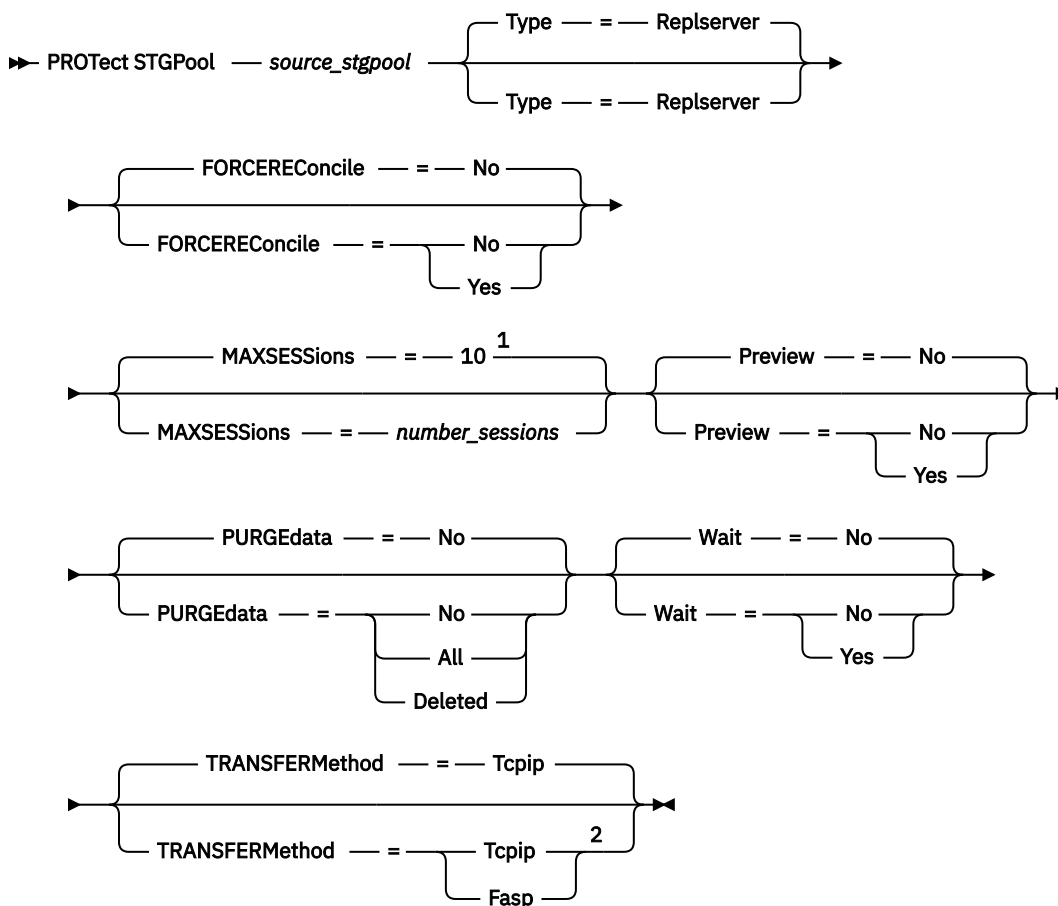 Type = Replserver
PROTect STGPool source_stgpool
Type = Replserver
FORCEREConcile = No
FORCEREConcile = No
Yes
MAXSESSions = 10 1 Preview = No
MAXSESSions = number_sessions Preview = No
Yes
PURGEdata = No Wait = No
PURGEdata = No Wait = No
All Yes
Deleted
TRANSFERMethod = Tcpip
TRANSFERMethod = Tcpip 2
Fasp